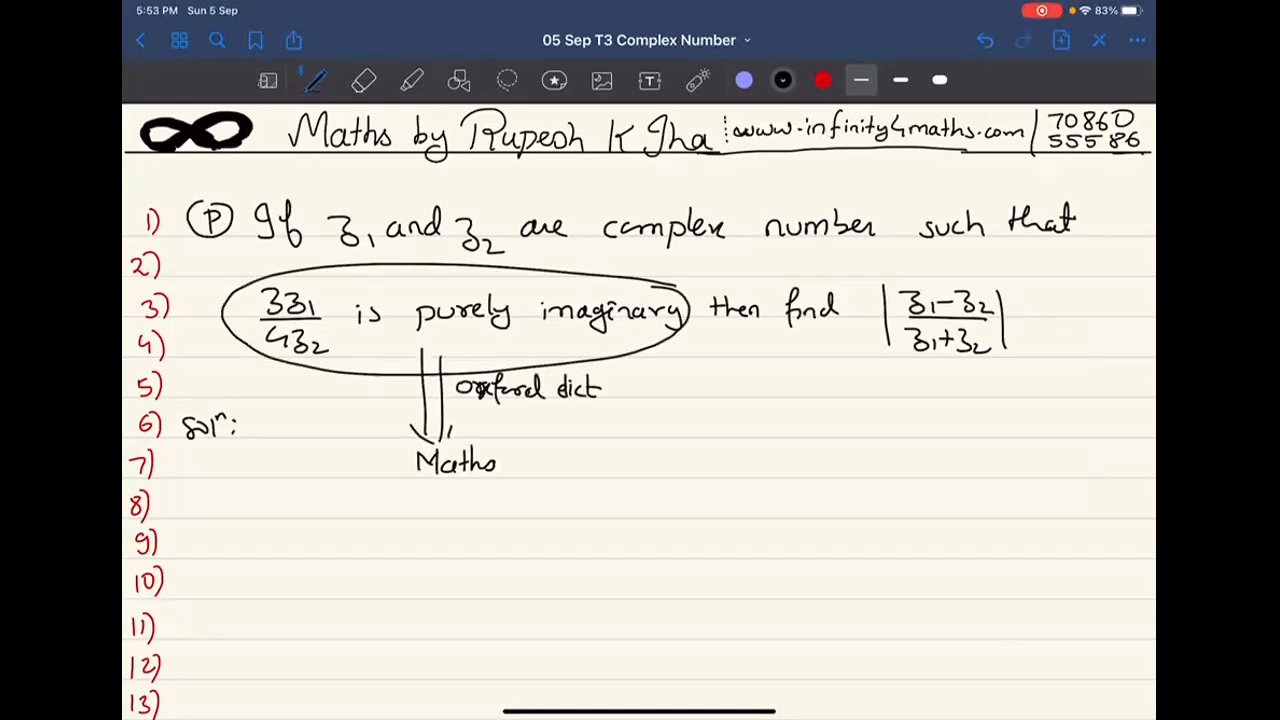 5:53 PM Sun 5 Sep 83%
05 Sep T3 Complex Number
Maths by Rupesh K Jha www.infinity4maths.com 70860
55586
1) (P) If z₁ and z₂ are complex number such that
2)
3) 3z₁/4z₂ is purely imaginary then find |z₁-z₂/z₁+z₂|
4)
5) Oxford dict
6) Solⁿ:
7) Maths
8)
9)
10)
11)
12)
13)